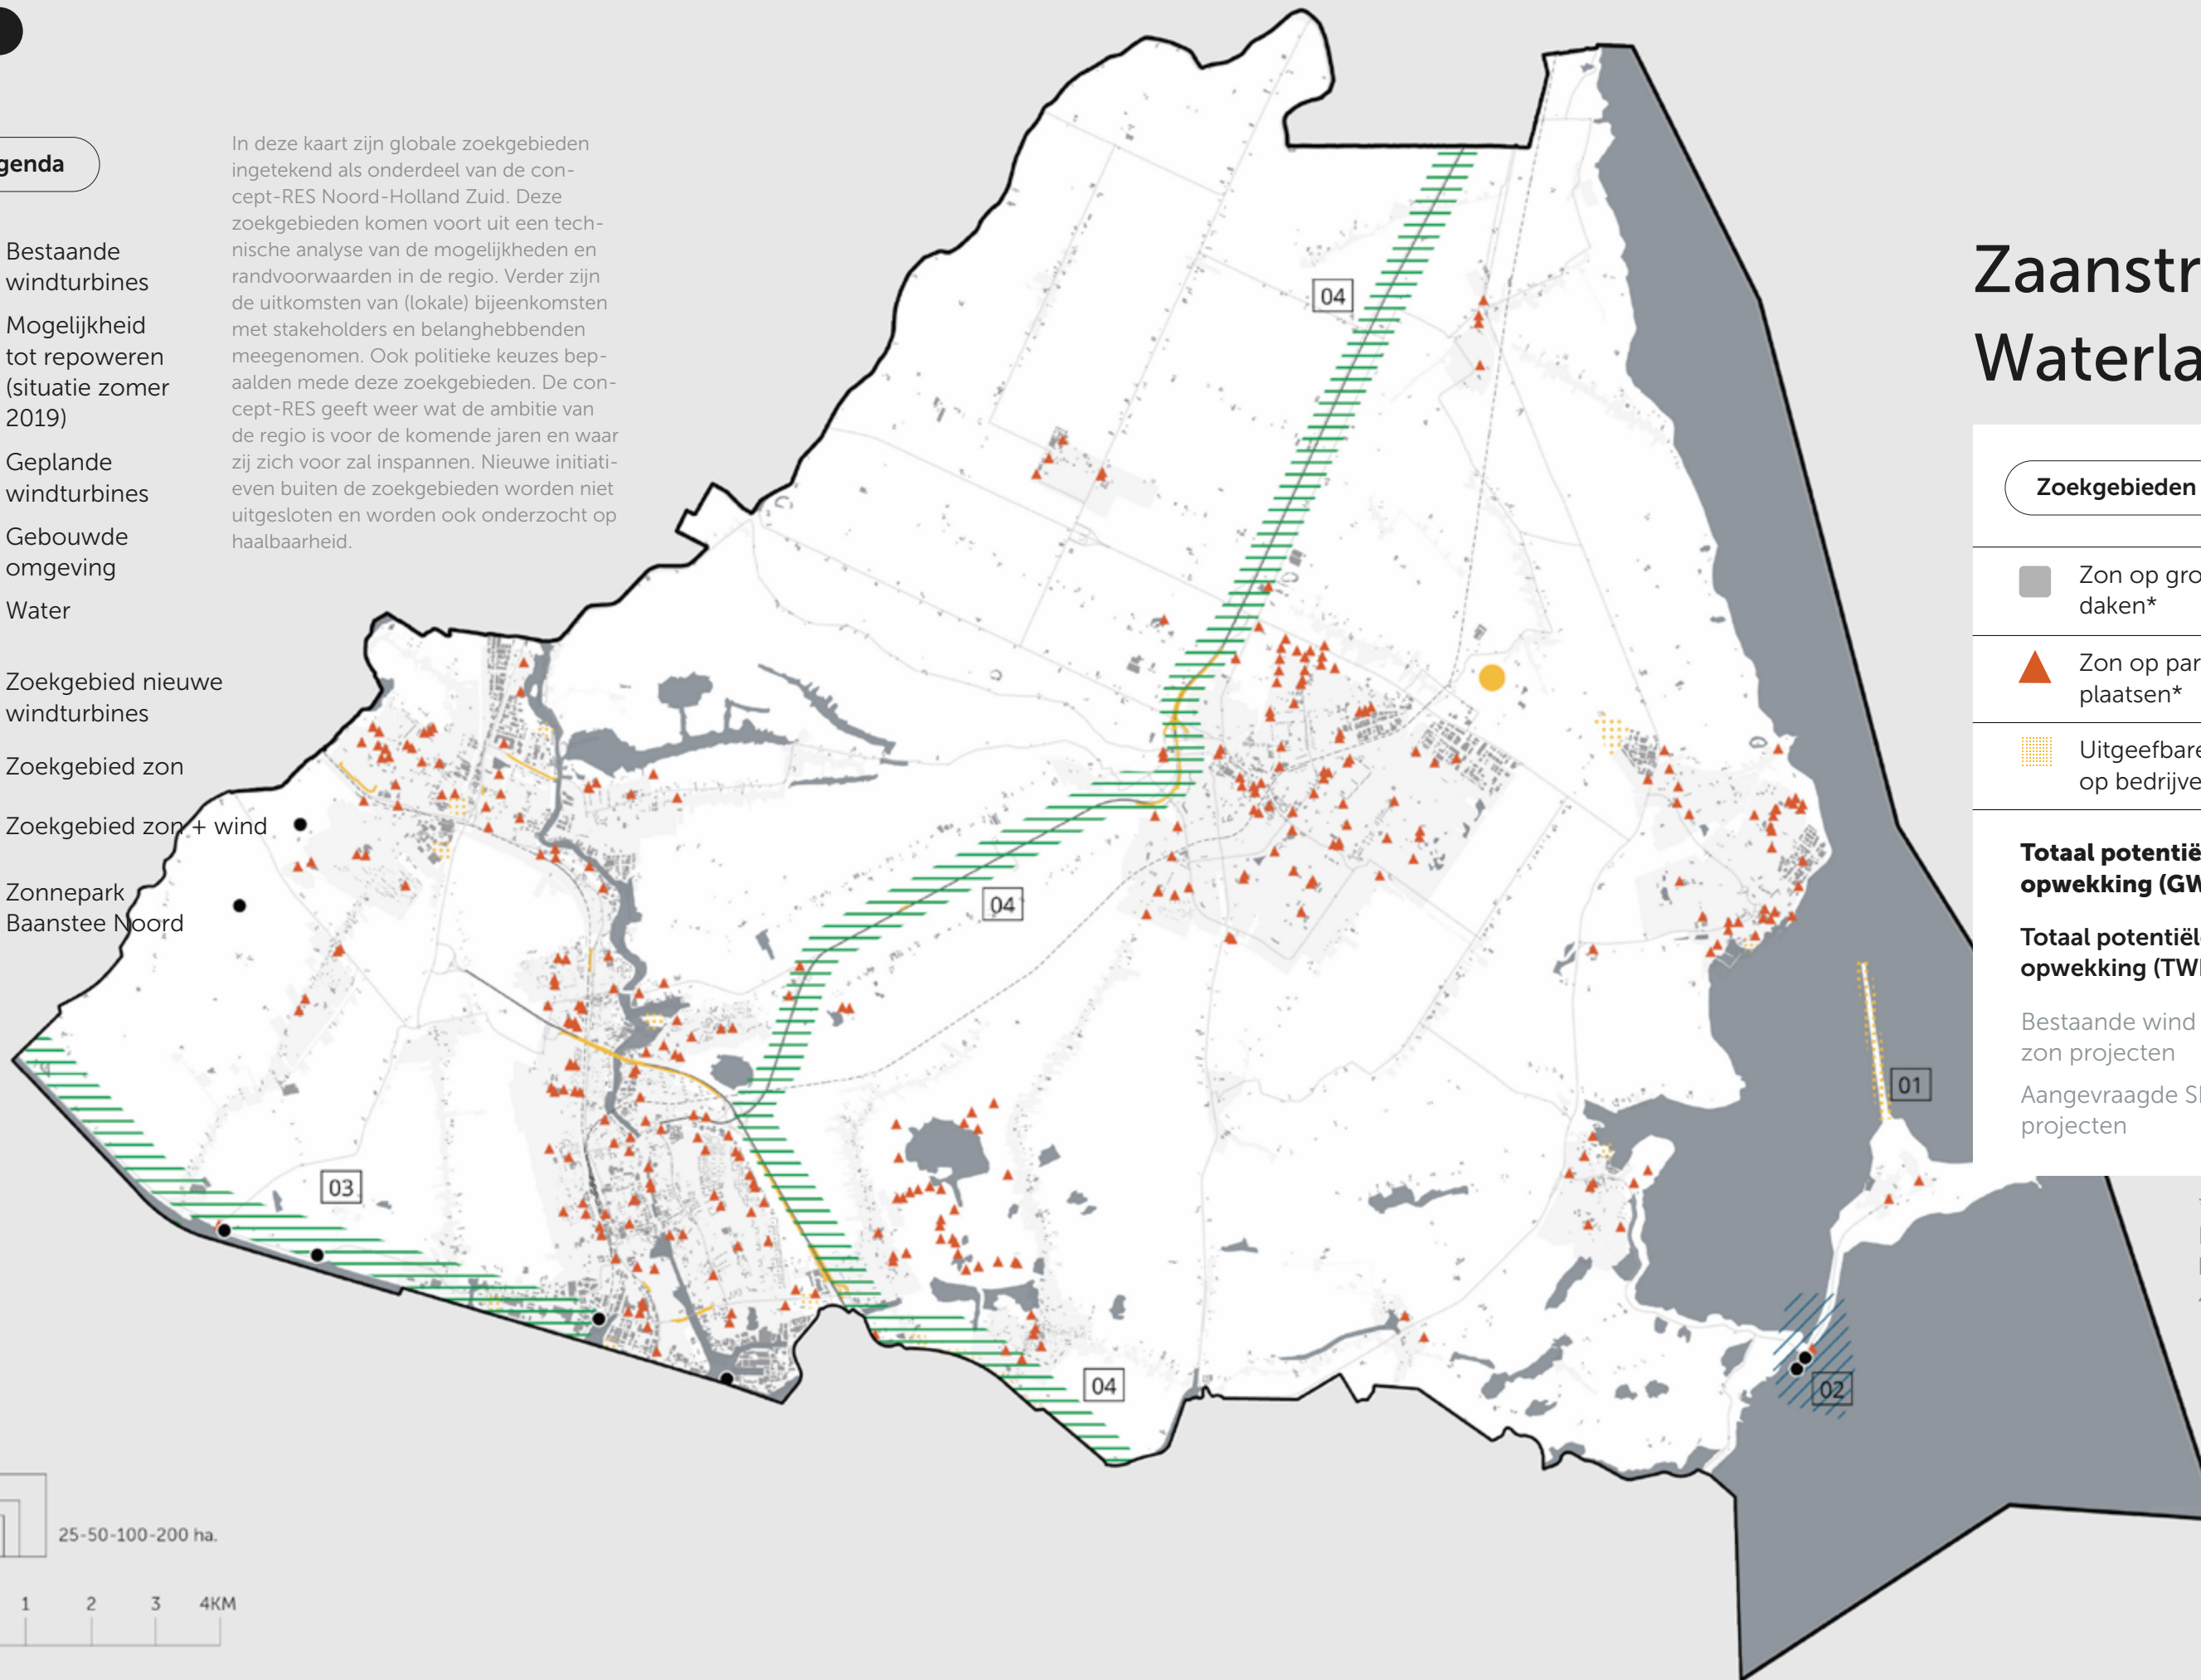 genda
Bestaande
windturbines
Mogelijkheid
tot repoweren
(situatie zomer
2019)
Geplande
windturbines
Gebouwde
omgeving
Water
Zoekgebied nieuwe
windturbines
Zoekgebied zon
Zoekgebied zon + wind
Zonnepark
Baanstee Noord
In deze kaart zijn globale zoekgebieden
ingetekend als onderdeel van de con-
cept-RES Noord-Holland Zuid. Deze
zoekgebieden komen voort uit een tech-
nische analyse van de mogelijkheden en
randvoorwaarden in de regio. Verder zijn
de uitkomsten van (lokale) bijeenkomsten
met stakeholders en belanghebbenden
meegenomen. Ook politieke keuzes bep-
aalden mede deze zoekgebieden. De con-
cept-RES geeft weer wat de ambitie van
de regio is voor de komende jaren en waar
zij zich voor zal inspannen. Nieuwe initiati-
even buiten de zoekgebieden worden niet
uitgesloten en worden ook onderzocht op
haalbaarheid.
04
04
03
04
01
02
25-50-100-200 ha.
1 2 3 4KM
Zaanstr
Waterla
Zoekgebieden
Zon op gro
daken*
Zon op par
plaatsen*
Uitgeefbare
op bedrijve
Totaal potentië
opwekking (GW
Totaal potentiël
opwekking (TW
Bestaande wind
zon projecten
Aangevraagde S
projecten